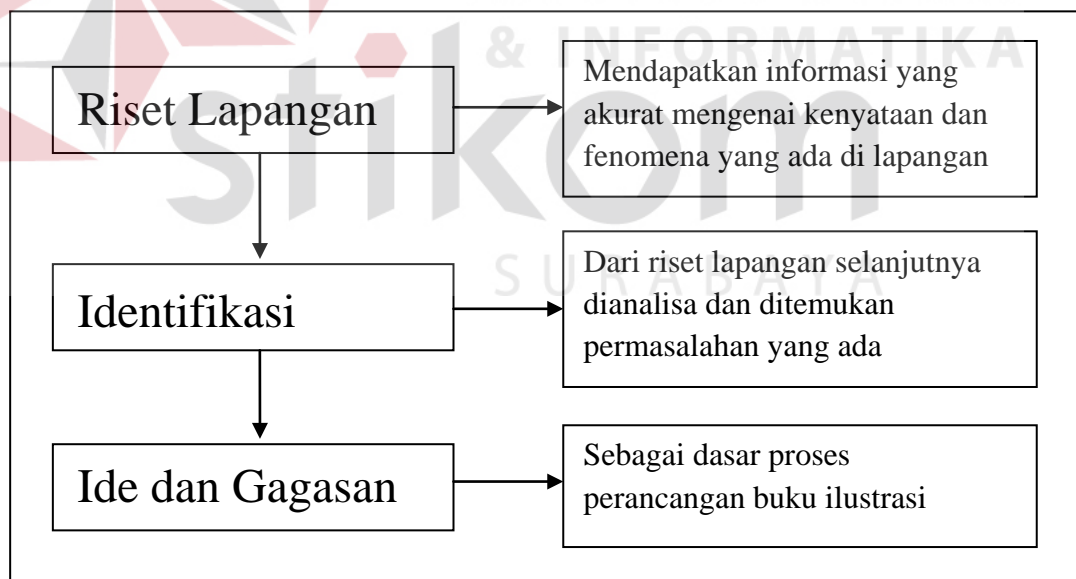 & INFORMATIKA
stikom
SURABAYA
Riset Lapangan
Mendapatkan informasi yang
akurat mengenai kenyataan dan
fenomena yang ada di lapangan
Identifikasi
Dari riset lapangan selanjutnya
dianalisa dan ditemukan
permasalahan yang ada
Ide dan Gagasan
Sebagai dasar proses
perancangan buku ilustrasi